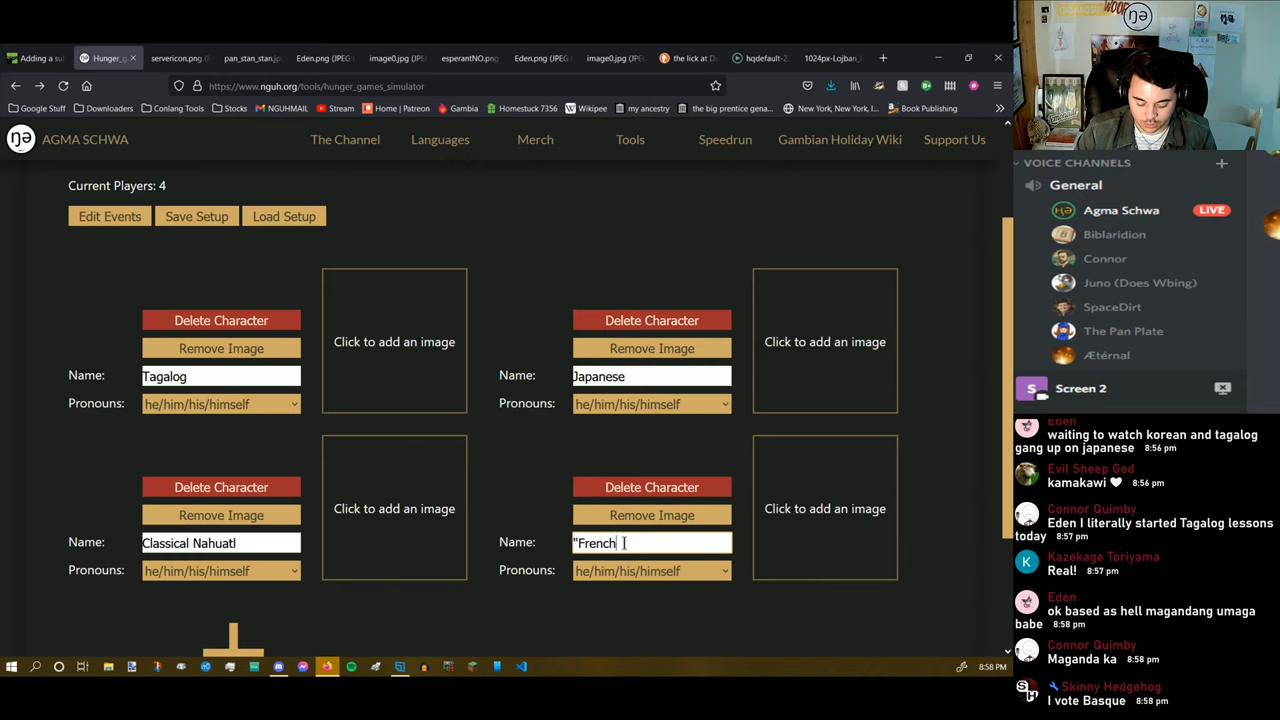 WOOP
ŋə
Adding a su
Hunger_g
servericon.png (
pan_stan_stan.j
Eden.png (JPEG I
image0.jpg (JPE
esperantNO.png
Eden.png (JPEG
image0.jpg (JPE
the lick at D
hqdefault-Z
1024px-Lojban_l
https://www.nguh.org/tools/hunger_games_simulator
Google Stuff
Conlangs
Conlang Tools
Stocks
NGUHMAIL
Stream
Home | Patreon
Gambia
Homestuck 7356
Wikipee
my ancestry
the big prentice gena...
New York, New York, ...
Book Publishing
ŋə AGMA SCHWA
The Channel
Languages
Merch
Tools
Speedrun
Gambian Holiday Wiki
Support Us
Current Players: 4
Edit Events
Save Setup
Load Setup
Delete Character
Remove Image
Name: Tagalog
Pronouns: he/him/his/himself
Click to add an image
Delete Character
Remove Image
Name: Japanese
Pronouns: he/him/his/himself
Click to add an image
Delete Character
Remove Image
Name: Classical Nahuatl
Pronouns: he/him/his/himself
Click to add an image
Delete Character
Remove Image
Name: "French
Pronouns: he/him/his/himself
Click to add an image
8:58 PM
VOICE CHANNELS
General
Agma Schwa LIVE
Biblaridion
Connor
Juno (Does Wbing)
SpaceDirt
The Pan Plate
Ætérnal
S Screen 2
Eden
waiting to watch korean and tagalog
gang up on japanese 8:56 pm
Evil Sheep God
kamakawi 8:56 pm
Connor Quimby
Eden I literally started Tagalog lessons
today 8:56 pm
K Kazekage Toriyama
Real! 8:57 pm
Eden
ok based as hell magandang umaga
babe 8:58 pm
Connor Quimby
Maganda ka 8:58 pm
Skinny Hedgehog
I vote Basque 8:58 pm